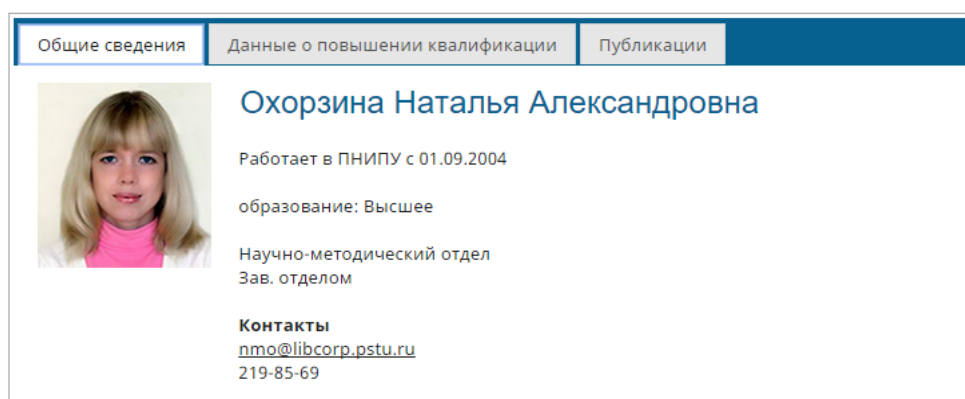 Общие сведения
Данные о повышении квалификации
Публикации
Охорзина Наталья Александровна
Работает в ПНИПУ с 01.09.2004
образование: Высшее
Научно-методический отдел
Зав. отделом
Контакты
nmo@libcorp.pstu.ru
219-85-69